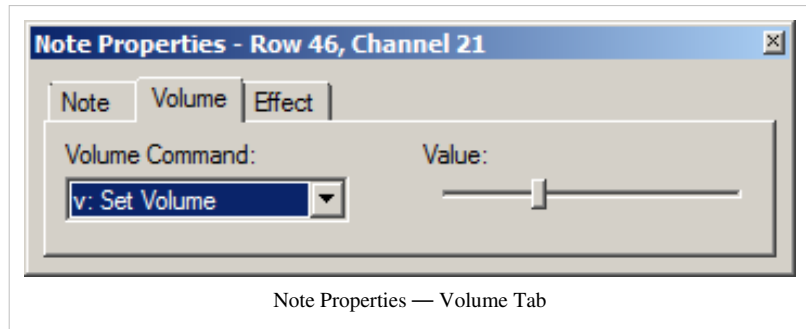 Note Properties - Row 46, Channel 21
Note Volume Effect
Volume Command: Value:
v: Set Volume
Note Properties — Volume Tab